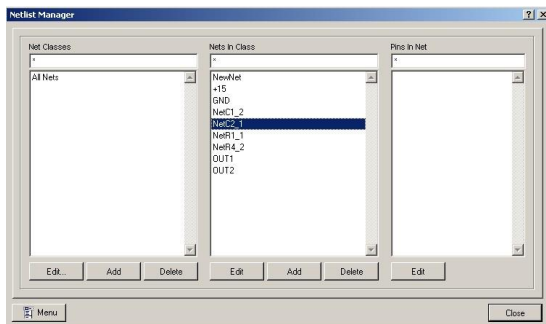 Netlist Manager
Net Classes
*
All Nets
Edit...
Add
Delete
Nets In Class
*
NewNet
+15
GND
NetC1_2
NetC2_1
NetR1_1
NetR4_2
OUT1
OUT2
Edit
Add
Delete
Pins In Net
*
Edit
Menu
Close